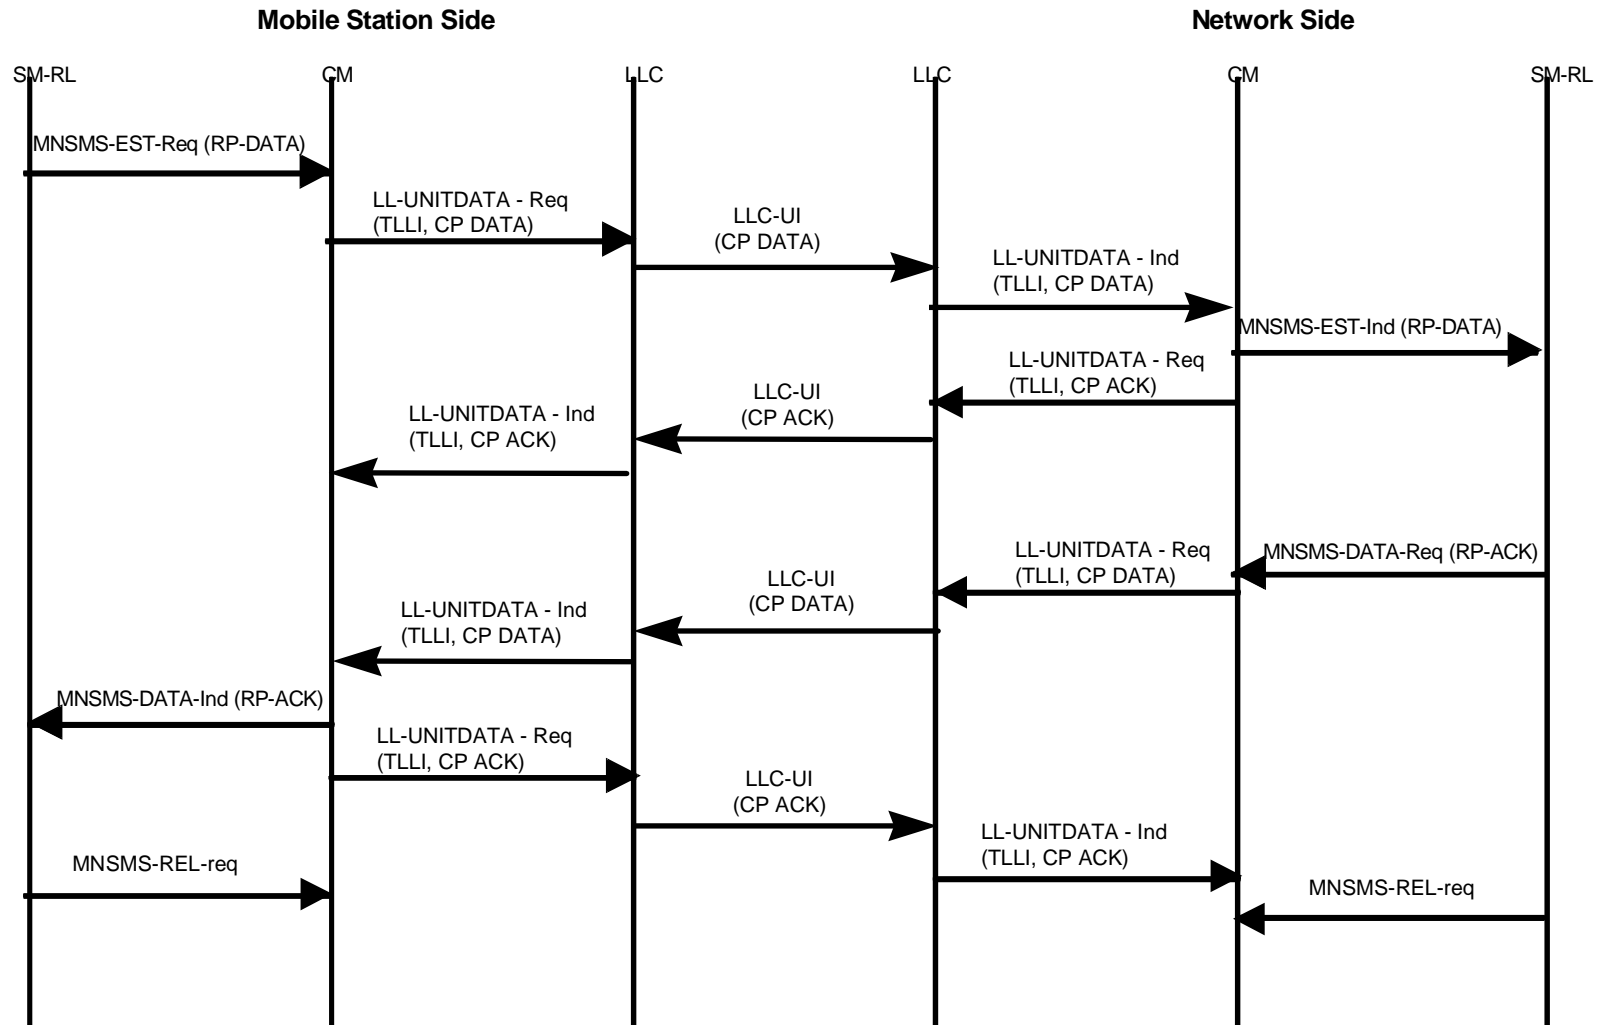 Mobile Station Side
Network Side
SM-RL
CM
LLC
LLC
CM
SM-RL
MNSMS-EST-Req (RP-DATA)
LL-UNITDATA - Req
(TLLI, CP DATA)
LLC-UI
(CP DATA)
LL-UNITDATA - Ind
(TLLI, CP DATA)
MNSMS-EST-Ind (RP-DATA)
LL-UNITDATA - Req
(TLLI, CP ACK)
LLC-UI
(CP ACK)
LL-UNITDATA - Ind
(TLLI, CP ACK)
MNSMS-DATA-Req (RP-ACK)
LL-UNITDATA - Req
(TLLI, CP DATA)
LLC-UI
(CP DATA)
LL-UNITDATA - Ind
(TLLI, CP DATA)
MNSMS-DATA-Ind (RP-ACK)
LL-UNITDATA - Req
(TLLI, CP ACK)
LLC-UI
(CP ACK)
LL-UNITDATA - Ind
(TLLI, CP ACK)
MNSMS-REL-req
MNSMS-REL-req